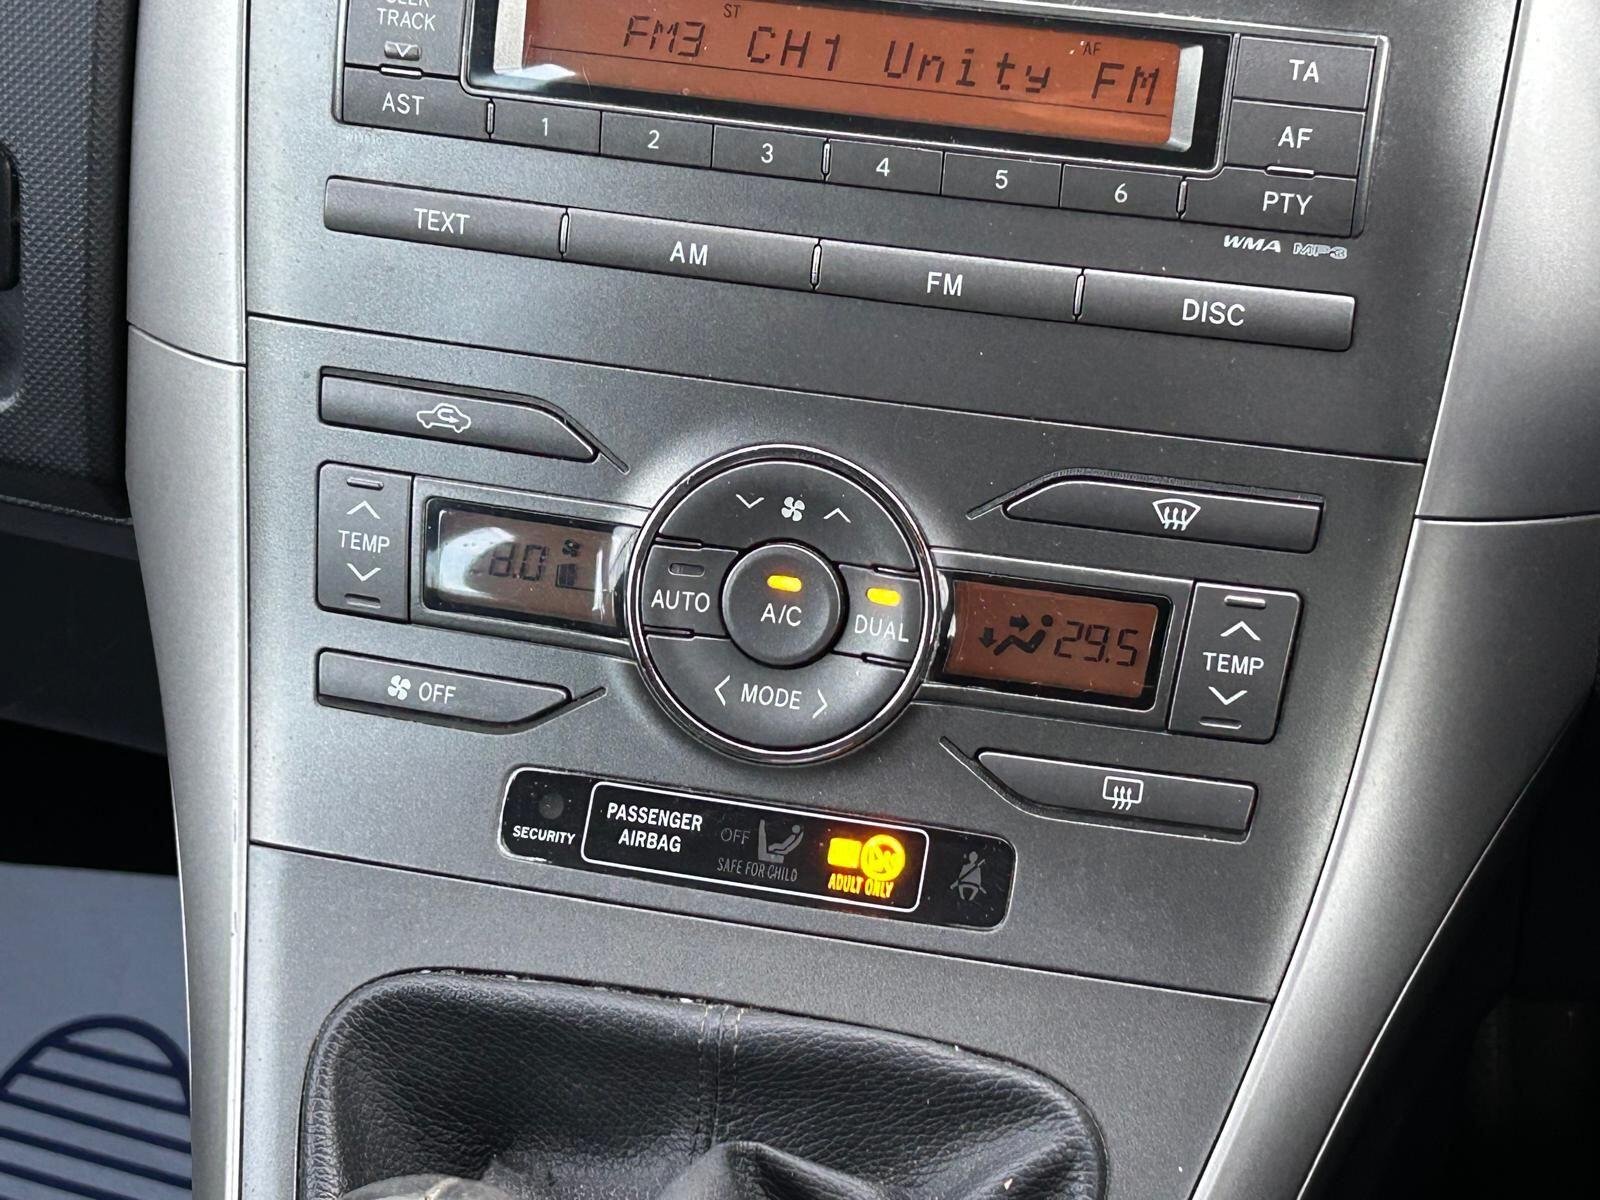 TRACK
ST
AF
FM3 CH1 Unity FM
TA
AST
1
2
3
4
5
6
AF
PTY
WMA MP3
TEXT
AM
FM
DISC
TEMP
AUTO
A/C
DUAL
29.5
TEMP
OFF
MODE
SECURITY
PASSENGER
AIRBAG
OFF
SAFE FOR CHILD
ADULT ONLY